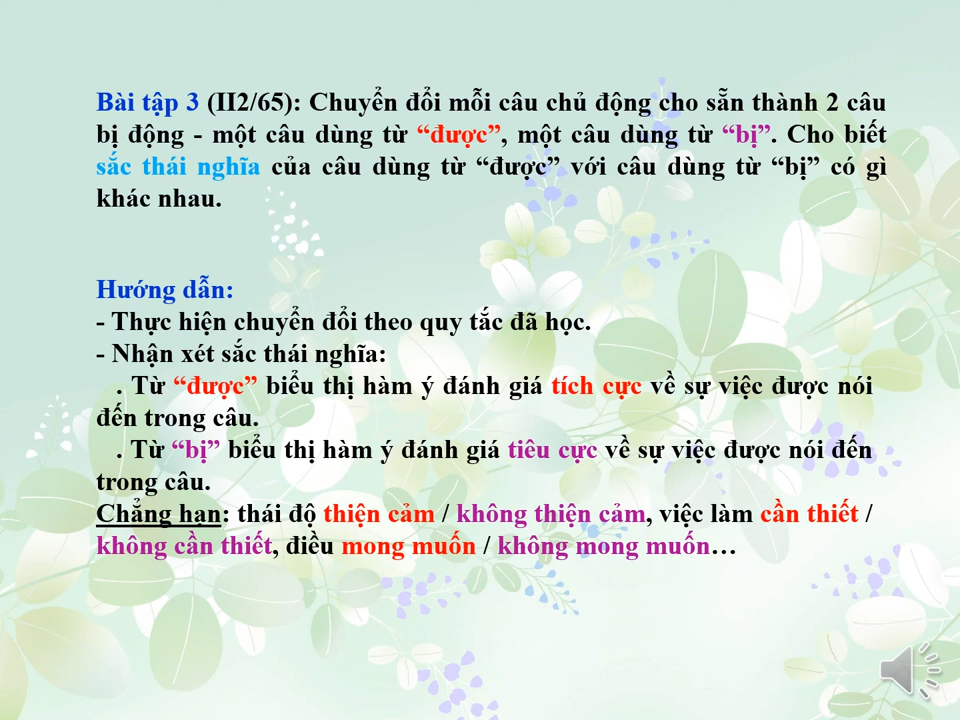 Bài tập 3 (II2/65): Chuyển đổi mỗi câu chủ động cho sẵn thành 2 câu
bị động - một câu dùng từ “được”, một câu dùng từ “bị”. Cho biết
sắc thái nghĩa của câu dùng từ “được” với câu dùng từ “bị” có gì
khác nhau.
Hướng dẫn:
- Thực hiện chuyển đổi theo quy tắc đã học.
- Nhận xét sắc thái nghĩa:
. Từ “được” biểu thị hàm ý đánh giá tích cực về sự việc được nói
đến trong câu.
. Từ “bị” biểu thị hàm ý đánh giá tiêu cực về sự việc được nói đến
trong câu.
Chẳng hạn: thái độ thiện cảm / không thiện cảm, việc làm cần thiết /
không cần thiết, điều mong muốn / không mong muốn…